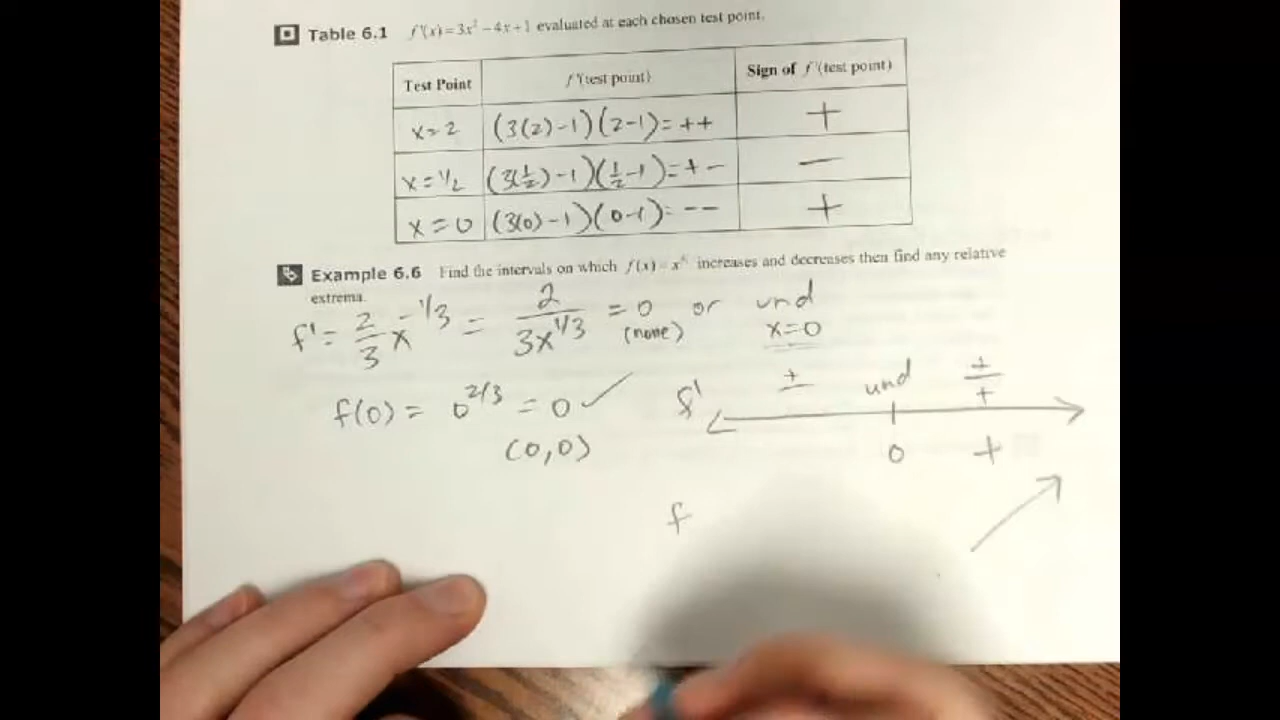 Table 6.1 f'(x)=3x²-4x+1 evaluated at each chosen test point.
Test Point f'(test point) Sign of f'(test point)
x=2 (3(2)-1)(2-1)=++ +
x=1/2 (3(1/2)-1)(1/2-1)=+- −
x=0 (3(0)-1)(0-1)=-- +
Example 6.6 Find the intervals on which f(x)=x^⅔ increases and decreases then find any relative
extrema.
f'=2/3 x^-1/3 = 2/(3x^1/3) =0 or und
(none) x=0
f(0)=0^2/3=0 ✓
(0,0)
f' +/ und +/+
0 +
f